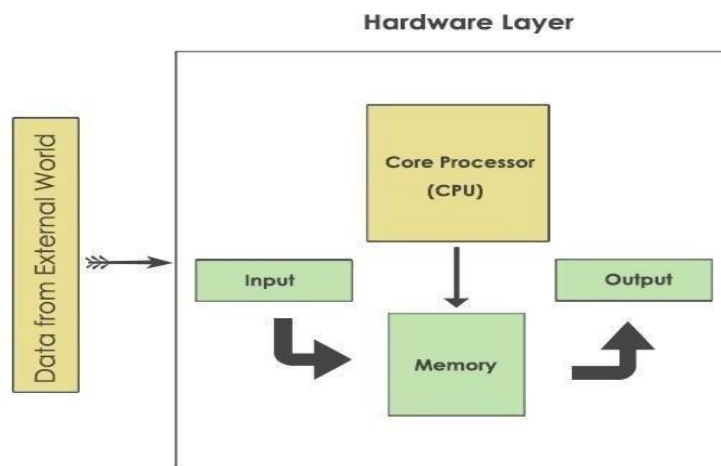 Hardware Layer
Data from External World
Core Processor
(CPU)
Input
Output
Memory